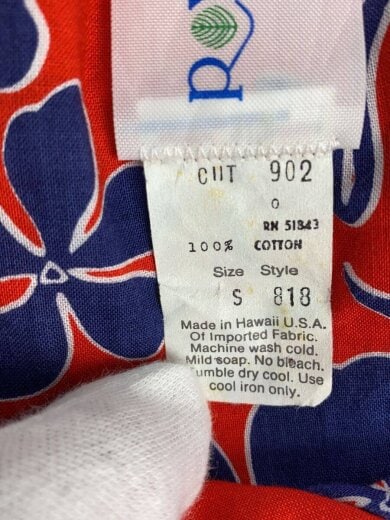 CUT 902
0
RN 51843
100% COTTON
Size Style
S 818
Made in Hawaii U.S.A.
Of Imported Fabric.
Machine wash cold.
Mild soap. No bleach.
Tumble dry cool. Use
cool iron only.